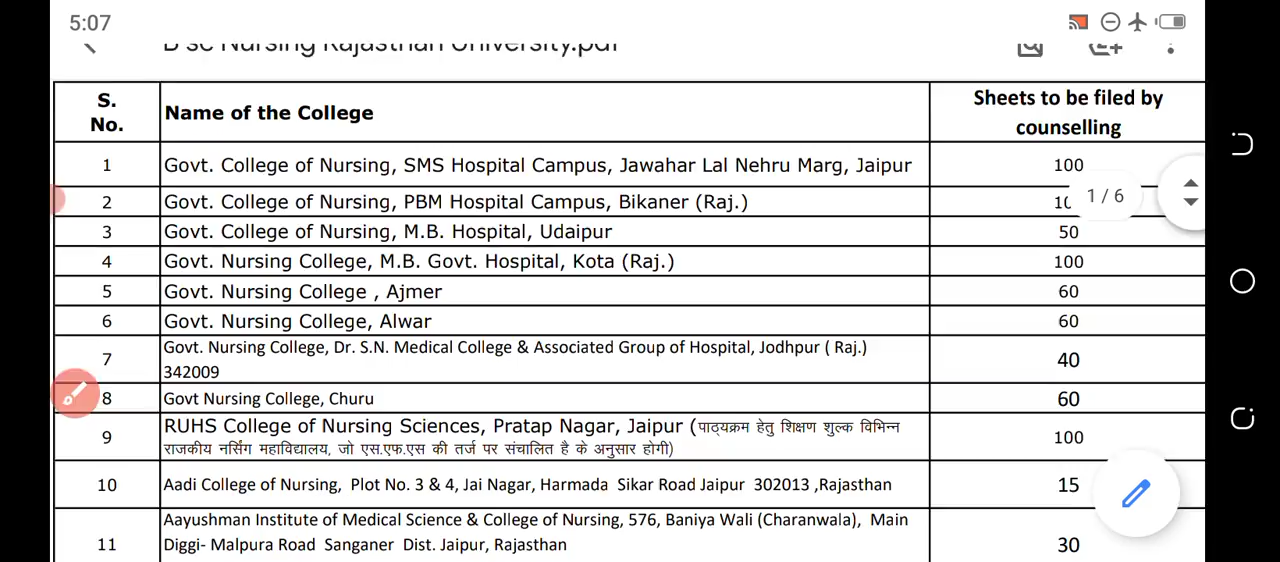 5:07
B sc Nursing Rajasthan University.pdf
S. No.
Name of the College
Sheets to be filed by counselling
1 Govt. College of Nursing, SMS Hospital Campus, Jawahar Lal Nehru Marg, Jaipur 100
2 Govt. College of Nursing, PBM Hospital Campus, Bikaner (Raj.)
1 / 6
3 Govt. College of Nursing, M.B. Hospital, Udaipur 50
4 Govt. Nursing College, M.B. Govt. Hospital, Kota (Raj.) 100
5 Govt. Nursing College , Ajmer 60
6 Govt. Nursing College, Alwar 60
7 Govt. Nursing College, Dr. S.N. Medical College & Associated Group of Hospital, Jodhpur ( Raj.)
342009 40
8 Govt Nursing College, Churu 60
9 RUHS College of Nursing Sciences, Pratap Nagar, Jaipur (पाठ्यक्रम हेतु शिक्षण शुल्क विभिन्न
राजकीय नर्सिंग महाविद्यालय, जो एस.एफ.एस की तर्ज पर संचालित है के अनुसार होगी) 100
10 Aadi College of Nursing, Plot No. 3 & 4, Jai Nagar, Harmada Sikar Road Jaipur 302013 ,Rajasthan 15
11 Aayushman Institute of Medical Science & College of Nursing, 576, Baniya Wali (Charanwala), Main
Diggi- Malpura Road Sanganer Dist. Jaipur, Rajasthan 30